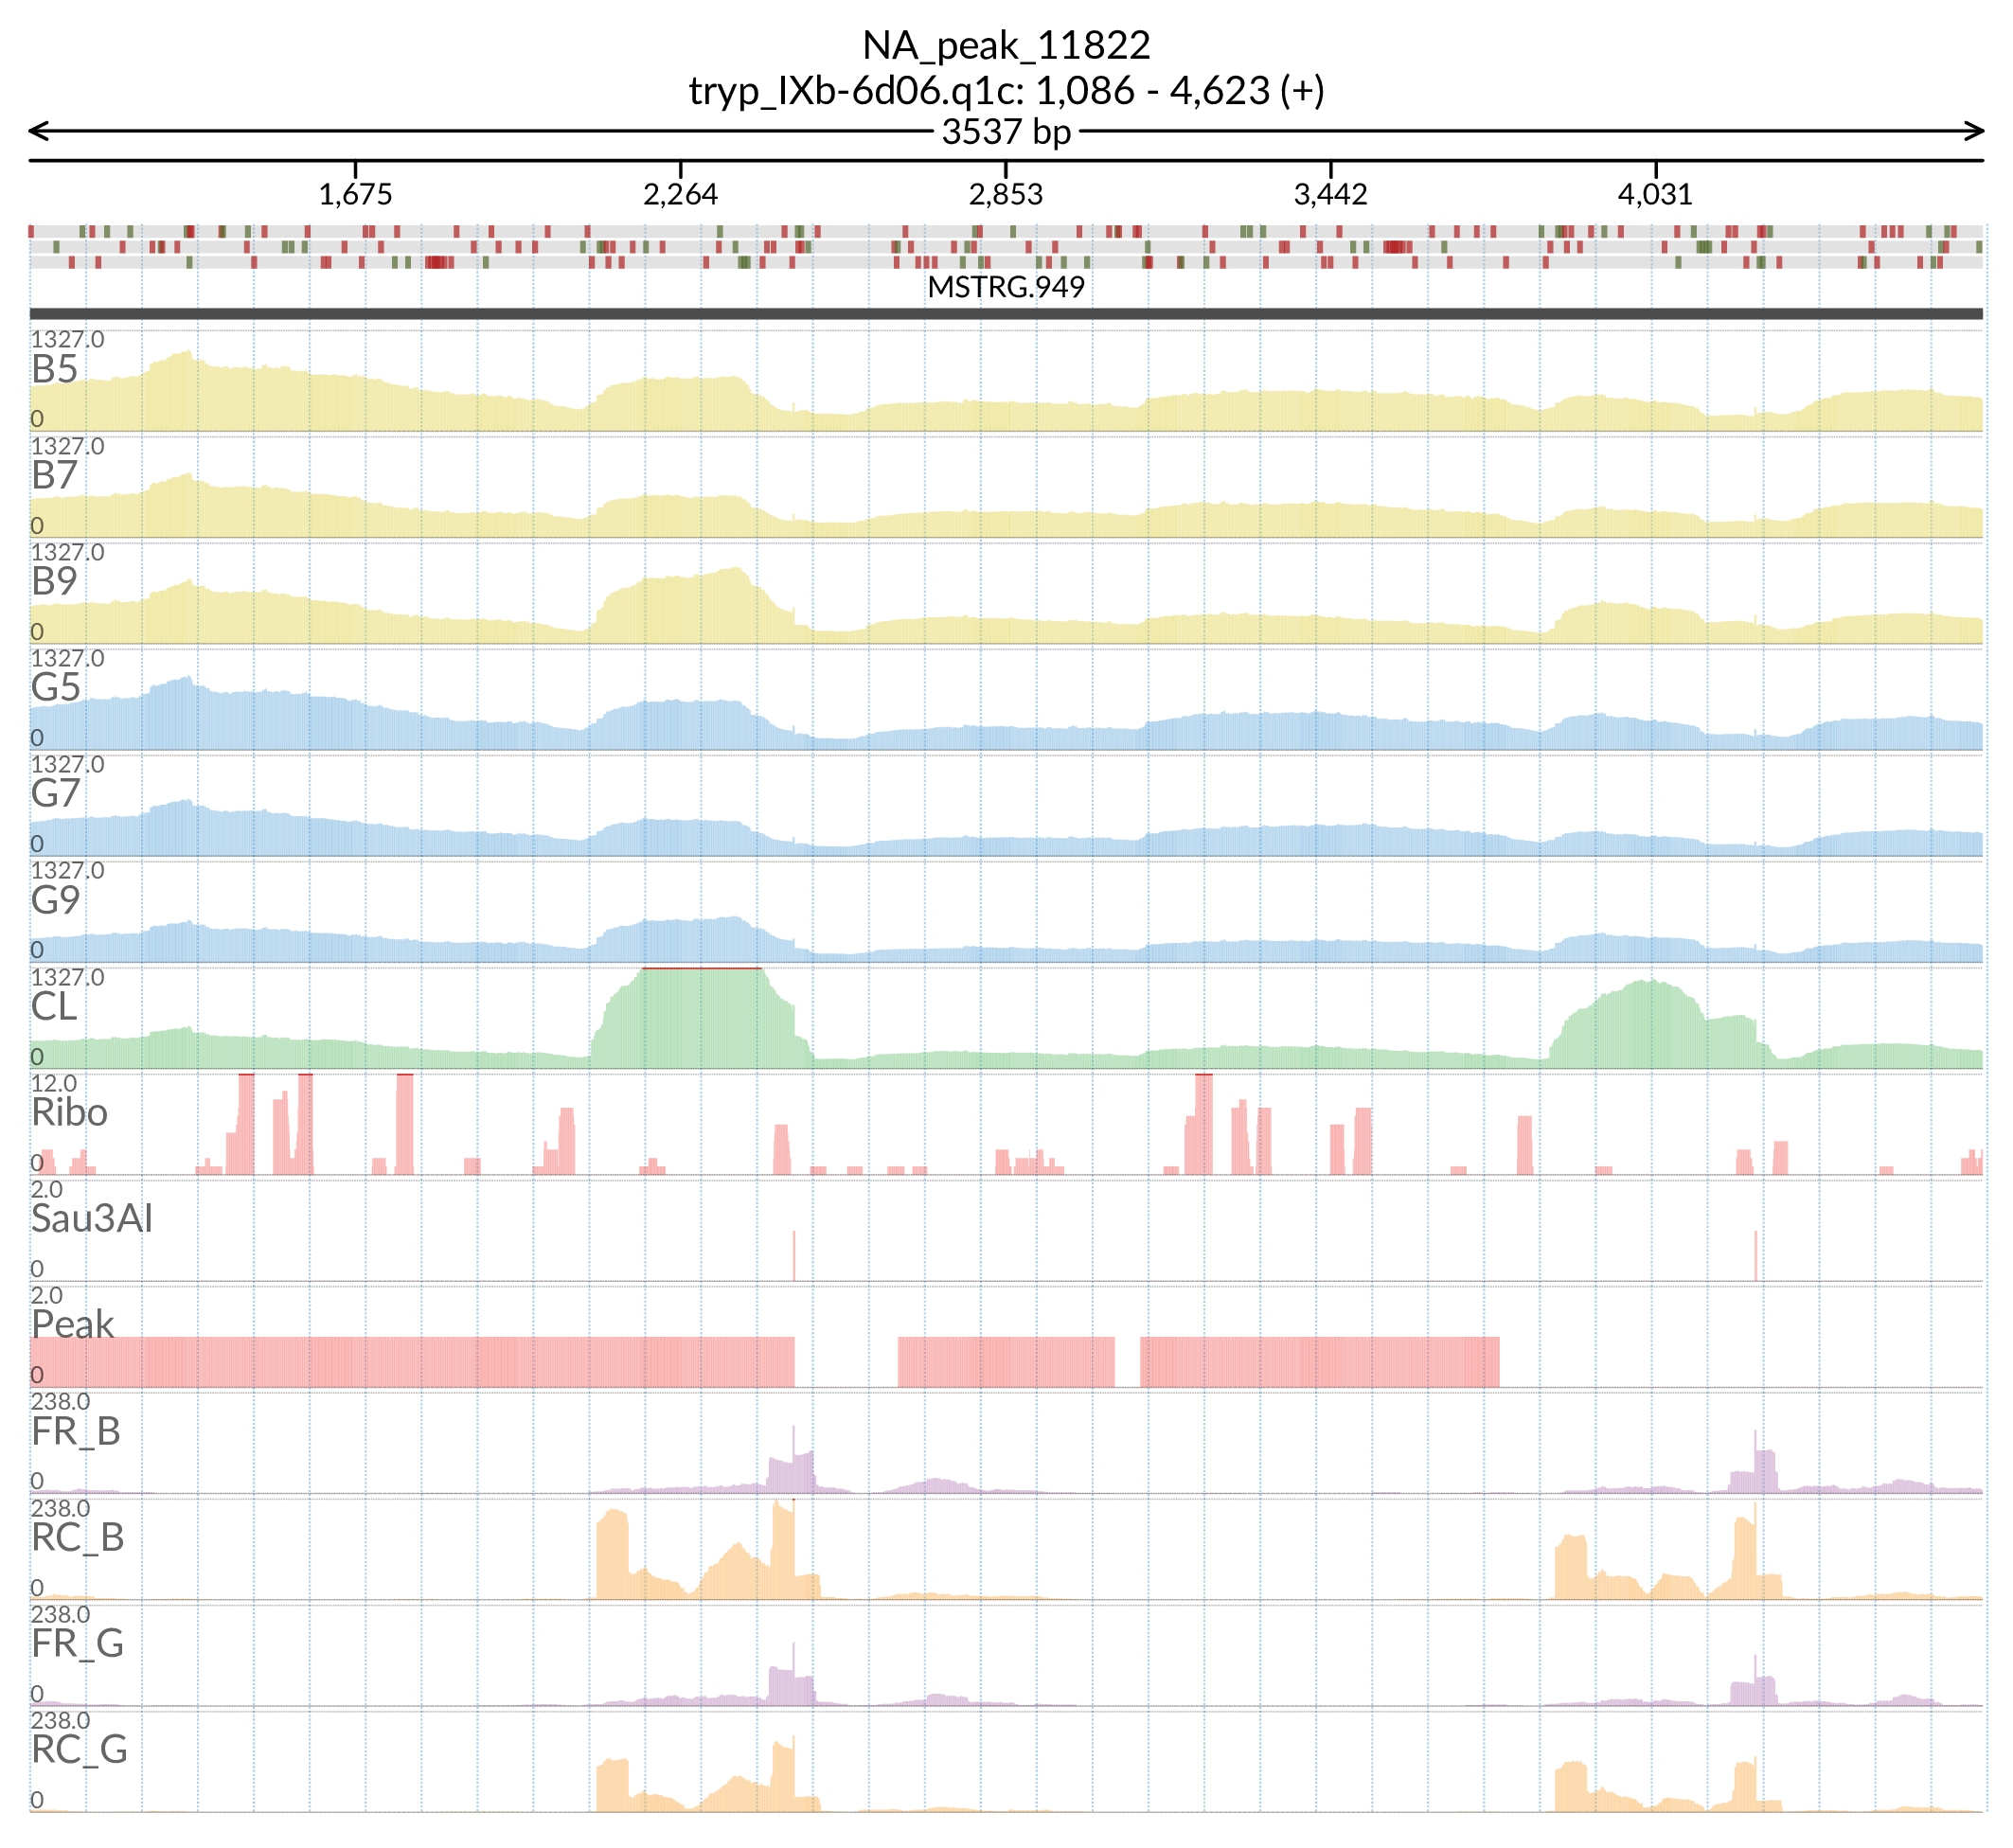 NA_peak_11822
tryp_IXb-6d06.q1c: 1,086 - 4,623 (+)
3537 bp
1,675 2,264 2,853 3,442 4,031
MSTRG.949
1327.0
B5
0
1327.0
B7
0
1327.0
B9
0
1327.0
G5
0
1327.0
G7
0
1327.0
G9
0
1327.0
CL
0
12.0
Ribo
0
2.0
Sau3AI
0
2.0
Peak
0
238.0
FR_B
0
238.0
RC_B
0
238.0
FR_G
0
238.0
RC_G
0